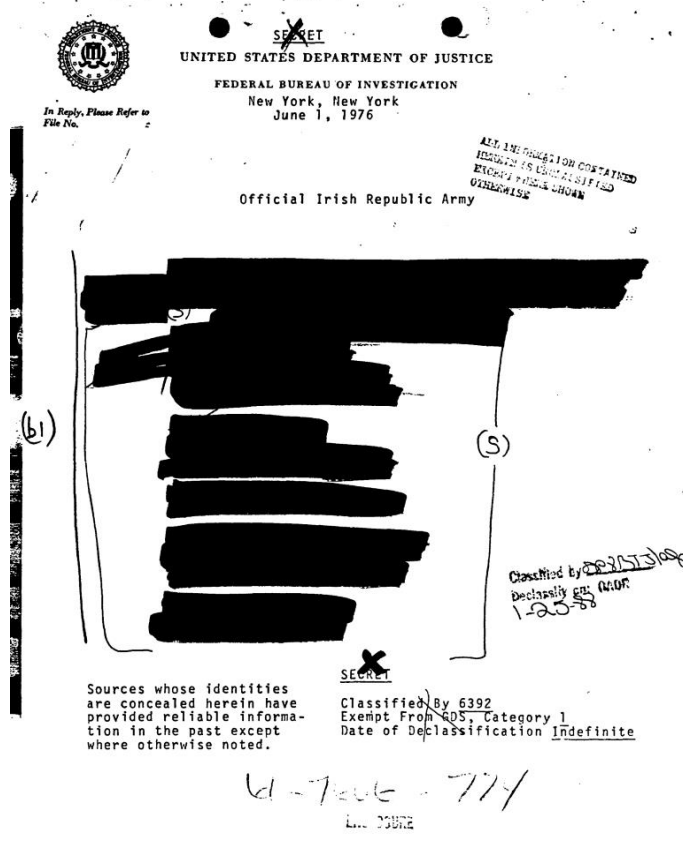 SECRET
UNITED STATES DEPARTMENT OF JUSTICE
FEDERAL BUREAU OF INVESTIGATION
New York, New York
June 1, 1976
In Reply, Please Refer to
File No.
ALL INFORMATION CONTAINED
HEREIN IS UNCLASSIFIED
EXCEPT WHERE SHOWN
OTHERWISE
Official Irish Republic Army
(S)
(b1)
(S)
Classified by
Declassify on: OADR
1-25-88
SECRET
Sources whose identities
are concealed herein have
provided reliable informa-
tion in the past except
where otherwise noted.
Classified By 6392
Exempt From GDS, Category 1
Date of Declassification Indefinite
ENCLOSURE